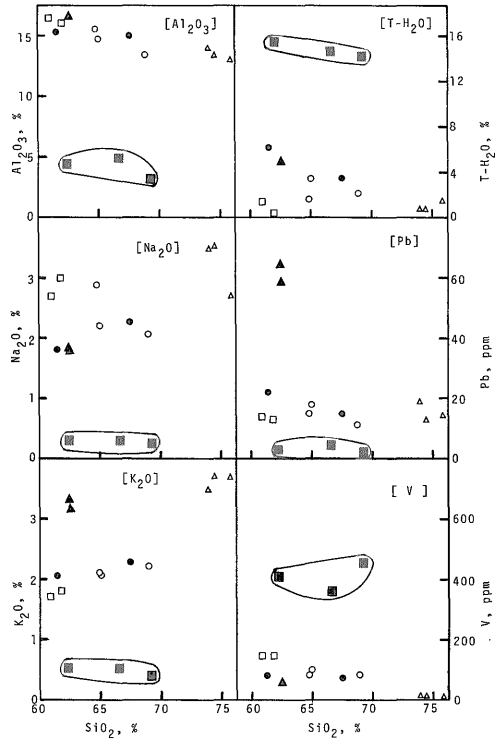 [Al2O3]
[T-H2O]
15
10
5
0
Al2O3, %
16
12
8
4
0
T-H2O, %
[Na2O]
[Pb]
3
2
1
0
Na2O, %
60
40
20
0
Pb, ppm
[K2O]
[ V ]
3
2
1
0
K2O, %
600
400
200
0
V, ppm
60 65 70 75
60 65 70 75
SiO2, %
SiO2, %